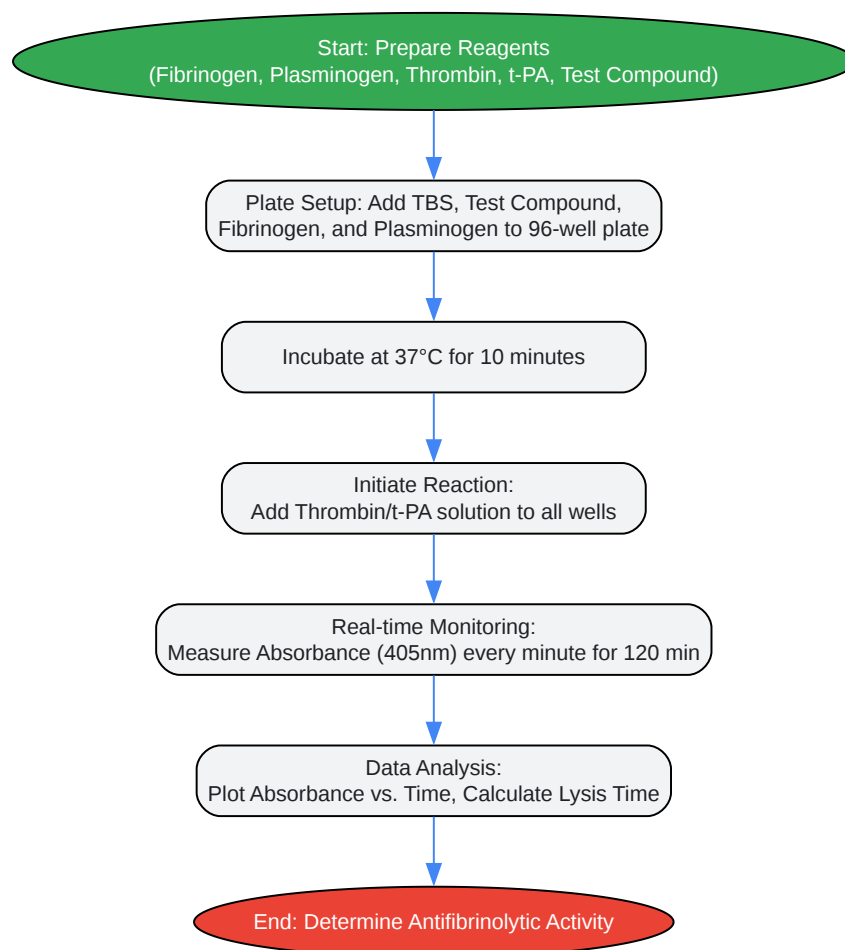 Start: Prepare Reagents
(Fibrinogen, Plasminogen, Thrombin, t-PA, Test Compound)
Plate Setup: Add TBS, Test Compound,
Fibrinogen, and Plasminogen to 96-well plate
Incubate at 37°C for 10 minutes
Initiate Reaction:
Add Thrombin/t-PA solution to all wells
Real-time Monitoring:
Measure Absorbance (405nm) every minute for 120 min
Data Analysis:
Plot Absorbance vs. Time, Calculate Lysis Time
End: Determine Antifibrinolytic Activity